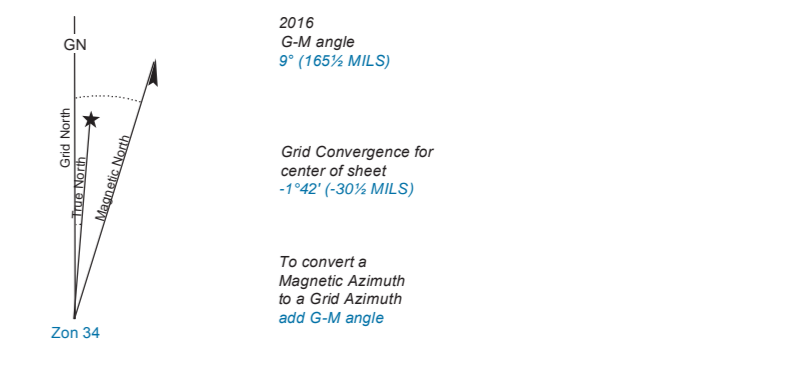 GN
Grid North
True North
Magnetic North
Zon 34
2016
G-M angle
9° (165½ MILS)
Grid Convergence for
center of sheet
-1°42' (-30½ MILS)
To convert a
Magnetic Azimuth
to a Grid Azimuth
add G-M angle